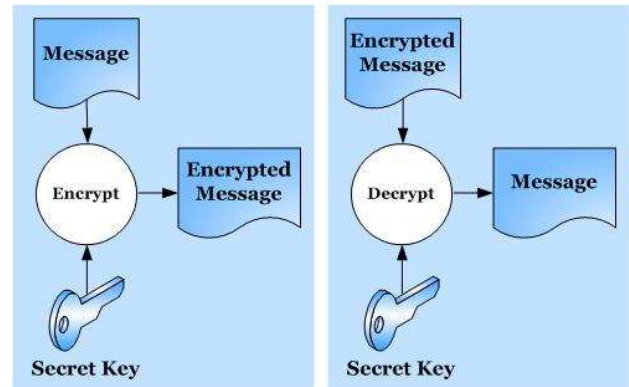 Message
Encrypt
Encrypted
Message
Secret Key
Encrypted
Message
Decrypt
Message
Secret Key